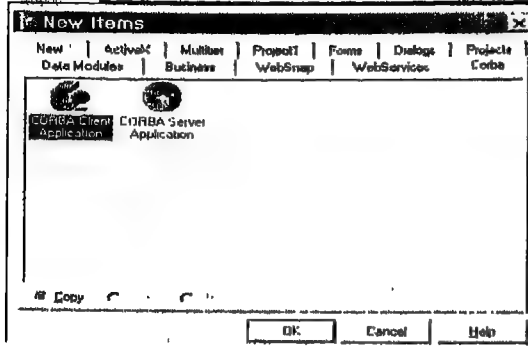 New Items
New ActiveX Multitier Project1 Forms Dialogs Projects
Data Modules Business WebSnap WebServices Corba
CORBA Client CORBA Server
Application Application
Copy
OK Cancel Help